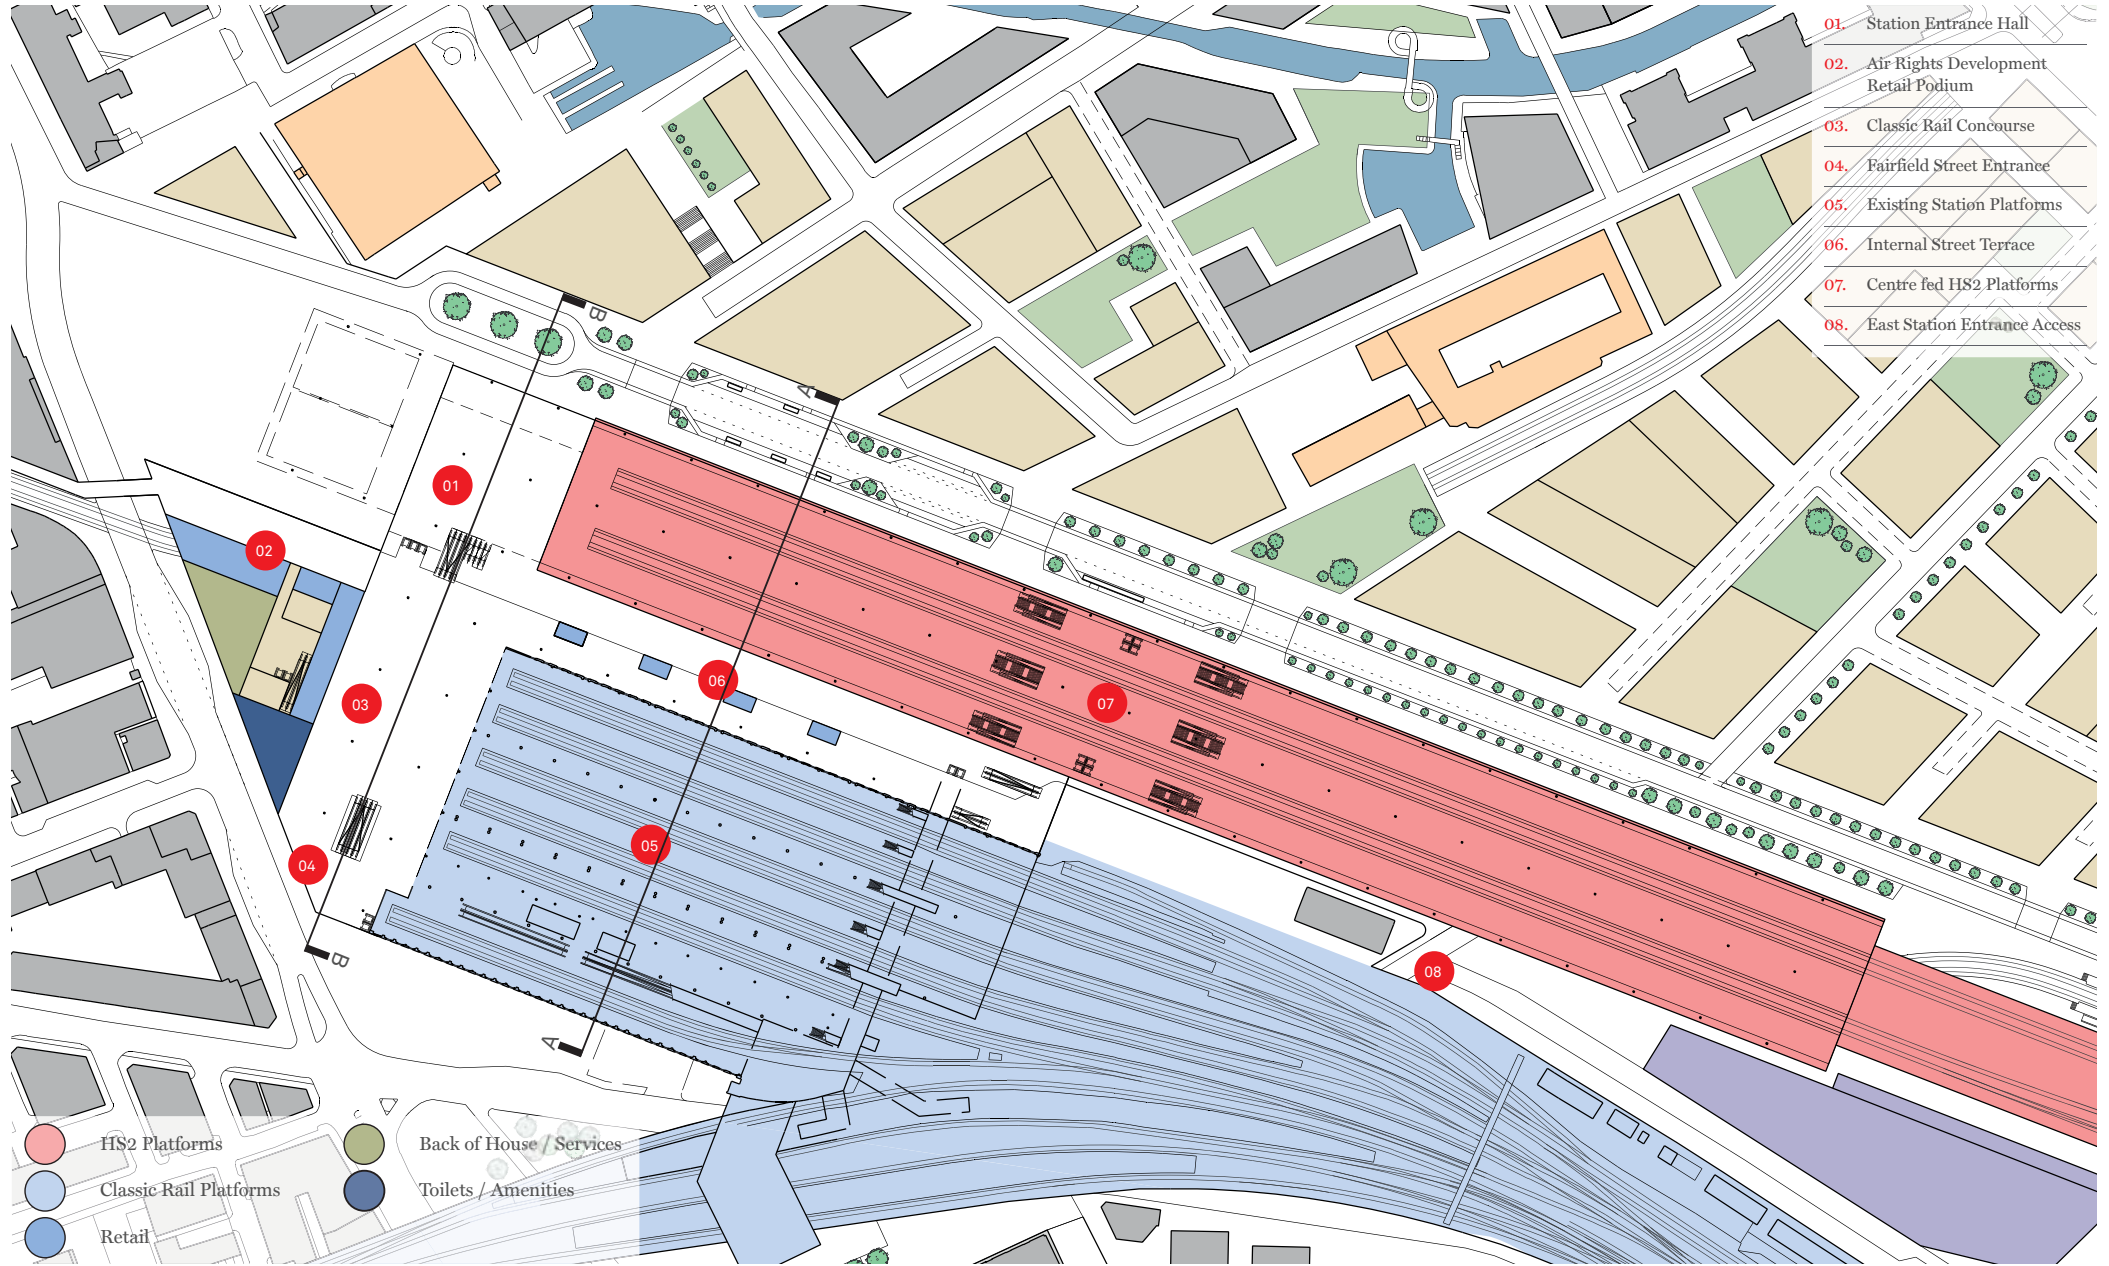 01. Station Entrance Hall
02. Air Rights Development
Retail Podium
03. Classic Rail Concourse
04. Fairfield Street Entrance
05. Existing Station Platforms
06. Internal Street Terrace
07. Centre fed HS2 Platforms
08. East Station Entrance Access
B
A
01
02
03
06
07
05
04
B
08
A
HS2 Platforms
Back of House / Services
Classic Rail Platforms
Toilets / Amenities
Retail